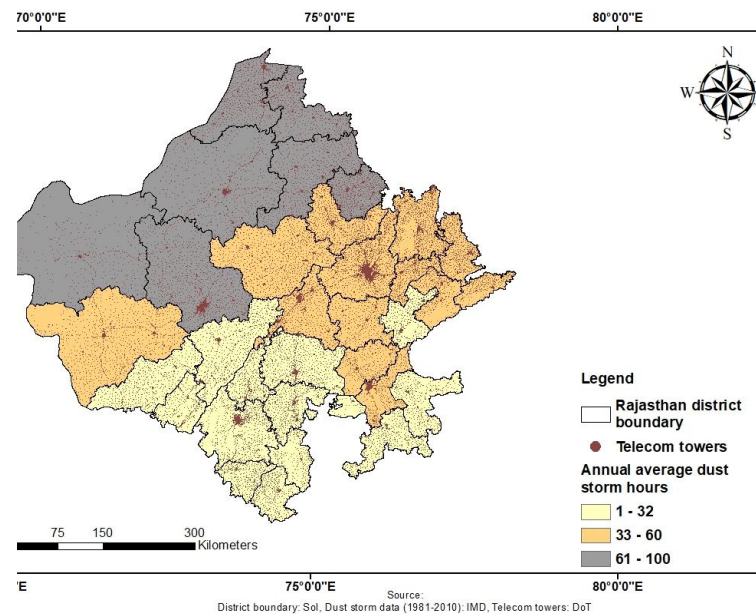 70°0'0"E 75°0'0"E 80°0'0"E
N
W
S
Legend
Rajasthan district
boundary
Telecom towers
Annual average dust
storm hours
1 - 32
33 - 60
61 - 100
75 150 300
Kilometers
"E 75°0'0"E 80°0'0"E
Source:
District boundary: SoI, Dust storm data (1981-2010): IMD, Telecom towers: DoT